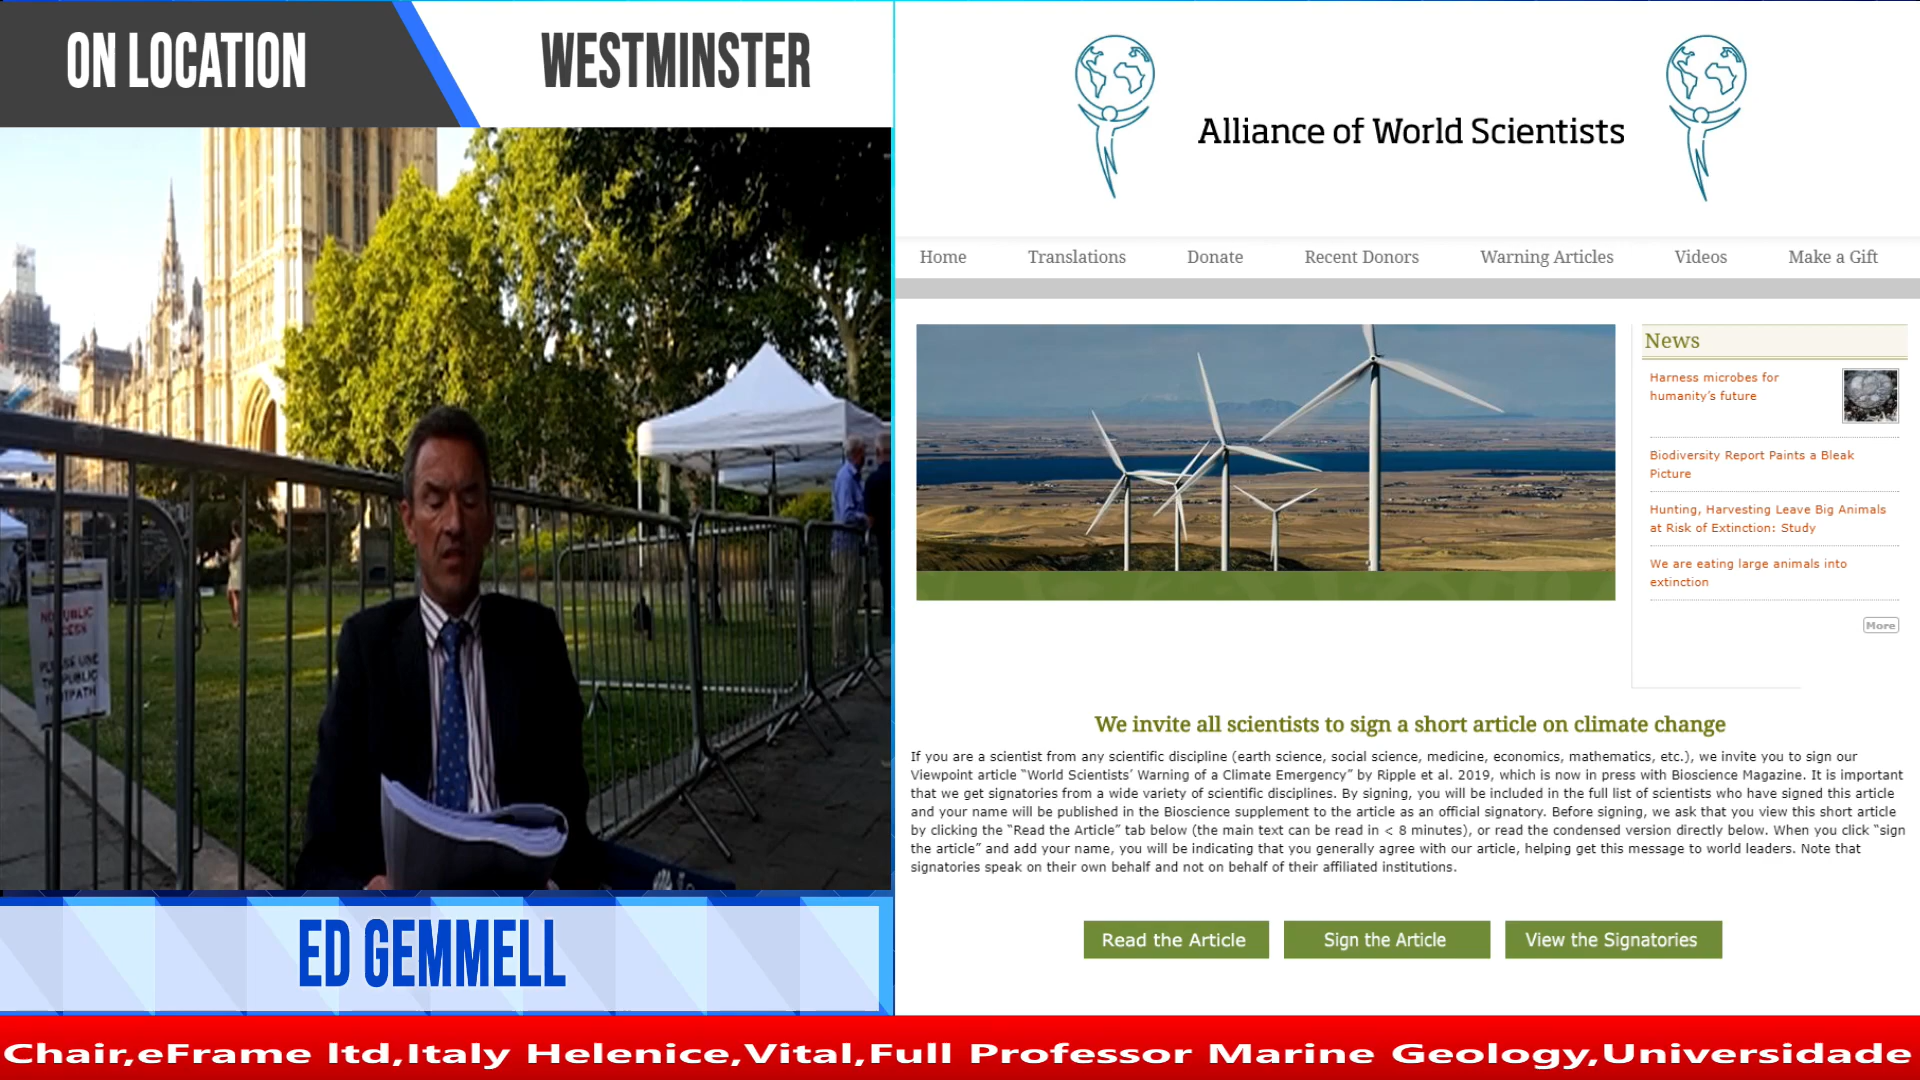 ON LOCATION
WESTMINSTER
NO PUBLIC
ACCESS
PLEASE USE
THE PUBLIC
FOOTPATH
ED GEMMELL
Alliance of World Scientists
Home Translations Donate Recent Donors Warning Articles Videos Make a Gift
News
Harness microbes for
humanity's future
Biodiversity Report Paints a Bleak
Picture
Hunting, Harvesting Leave Big Animals
at Risk of Extinction: Study
We are eating large animals into
extinction
More
We invite all scientists to sign a short article on climate change
If you are a scientist from any scientific discipline (earth science, social science, medicine, economics, mathematics, etc.), we invite you to sign our
Viewpoint article "World Scientists' Warning of a Climate Emergency" by Ripple et al. 2019, which is now in press with Bioscience Magazine. It is important
that we get signatories from a wide variety of scientific disciplines. By signing, you will be included in the full list of scientists who have signed this article
and your name will be published in the Bioscience supplement to the article as an official signatory. Before signing, we ask that you view this short article
by clicking the "Read the Article" tab below (the main text can be read in < 8 minutes), or read the condensed version directly below. When you click "sign
the article" and add your name, you will be indicating that you generally agree with our article, helping get this message to world leaders. Note that
signatories speak on their own behalf and not on behalf of their affiliated institutions.
Read the Article Sign the Article View the Signatories
Chair,eFrame ltd,Italy Helenice,Vital,Full Professor Marine Geology,Universidade